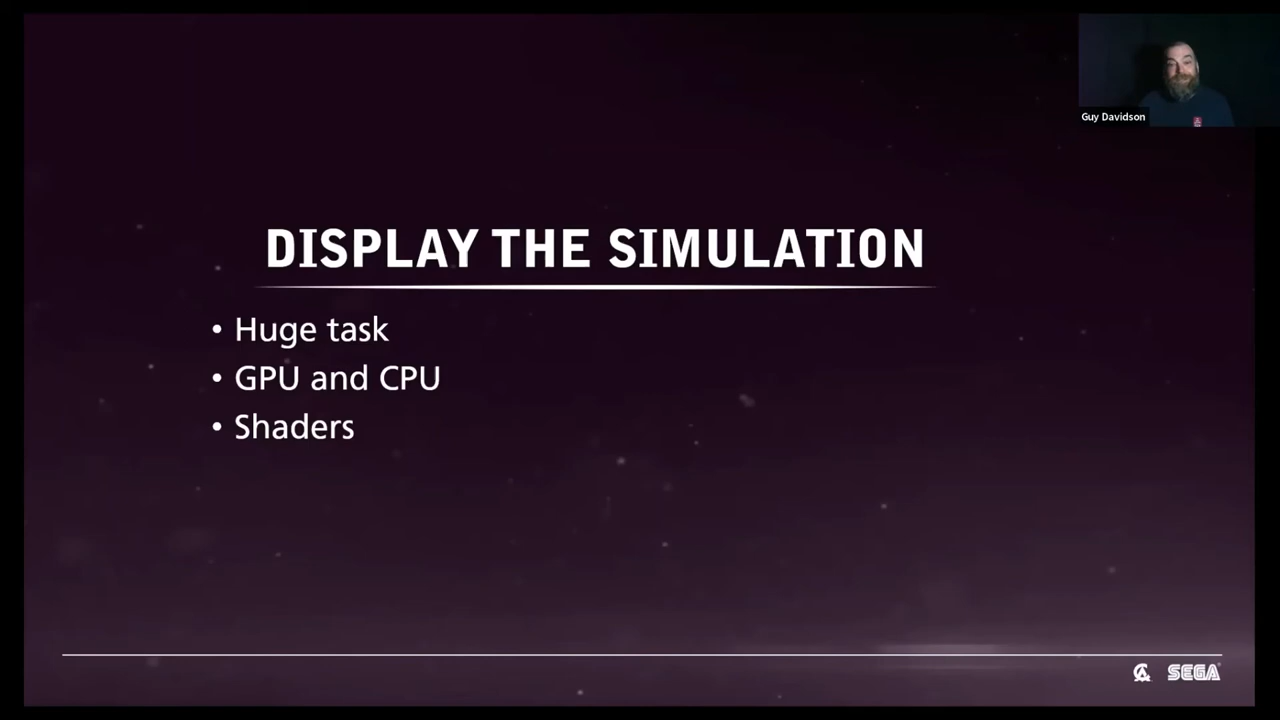 Guy Davidson
DISPLAY THE SIMULATION
• Huge task
• GPU and CPU
• Shaders
SEGA